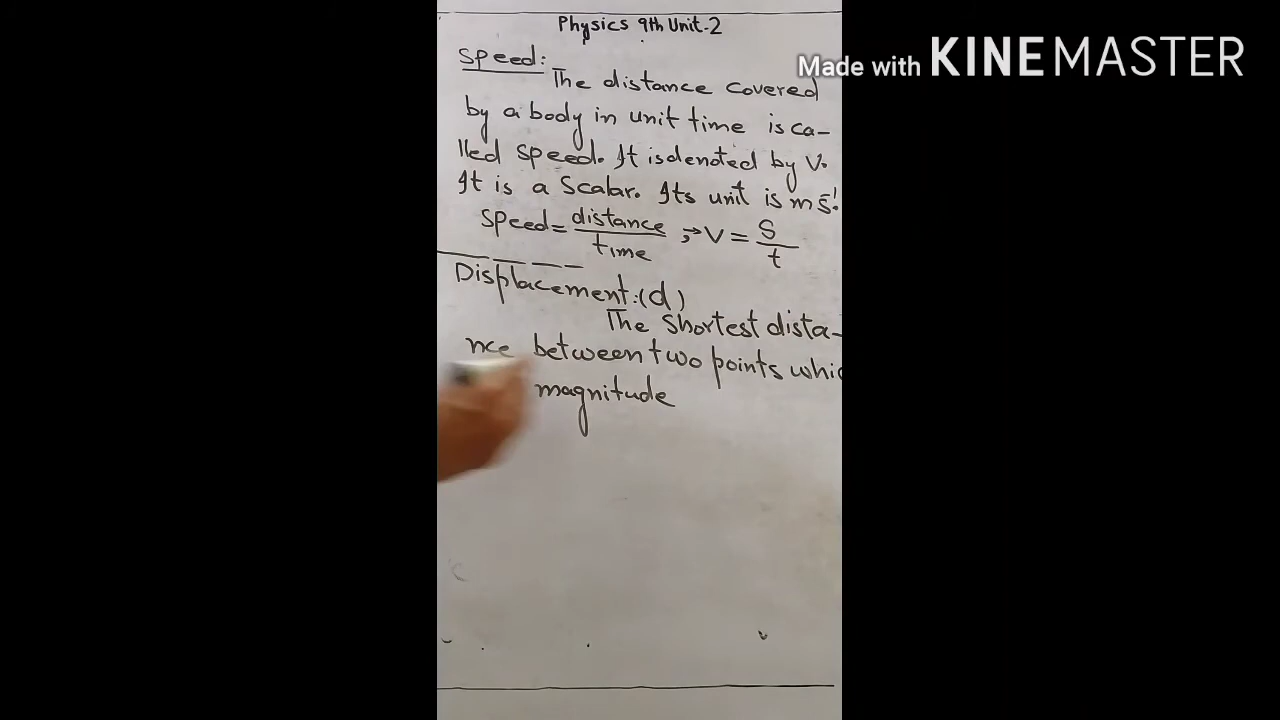 Physics 9th Unit-2
Made with KINEMASTER
Speed:
The distance covered
by a body in unit time is ca-
lled speed. It is denoted by V.
It is a Scalar. Its unit is m s⁻¹.
Speed = distance/time ; ⇒ V = S/t
Displacement:(d)
The Shortest dista-
nce between two points whic
magnitude